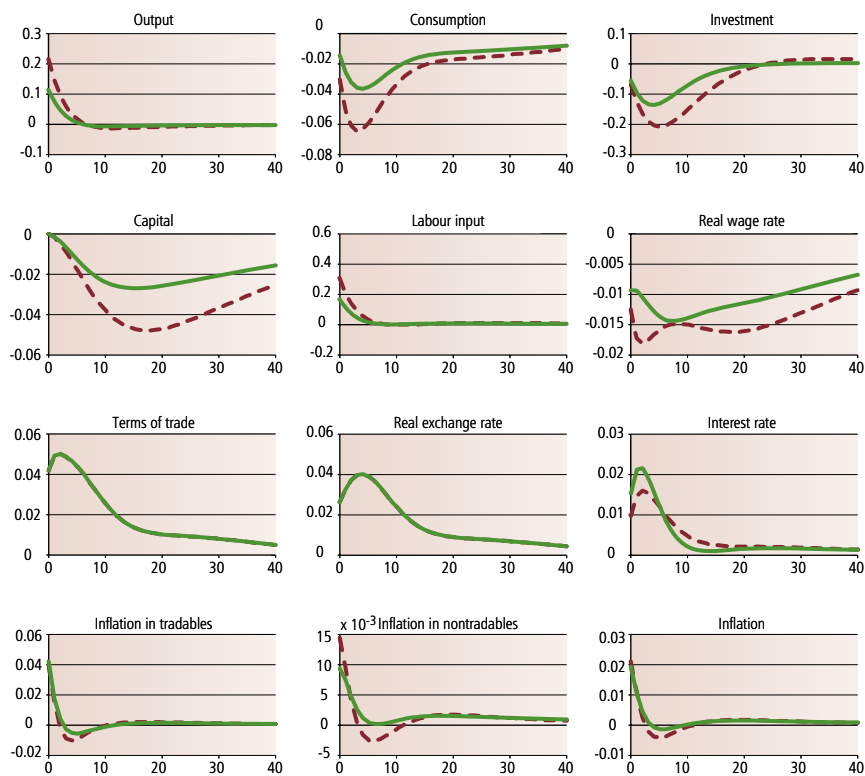 Output
0.3
0.2
0.1
0
-0.1
0 10 20 30 40
Consumption
0
-0.02
-0.04
-0.06
-0.08
0 10 20 30 40
Investment
0.1
0
-0.1
-0.2
-0.3
0 10 20 30 40
Capital
0
-0.02
-0.04
-0.06
0 10 20 30 40
Labour input
0.6
0.4
0.2
0
-0.2
0 10 20 30 40
Real wage rate
0
-0.005
-0.01
-0.015
-0.02
0 10 20 30 40
Terms of trade
0.06
0.04
0.02
0
0 10 20 30 40
Real exchange rate
0.06
0.04
0.02
0
0 10 20 30 40
Interest rate
0.03
0.02
0.01
0
0 10 20 30 40
Inflation in tradables
0.06
0.04
0.02
0
-0.02
0 10 20 30 40
x 10-3 Inflation in nontradables
15
10
5
0
-5
0 10 20 30 40
Inflation
0.03
0.02
0.01
0
-0.01
0 10 20 30 40